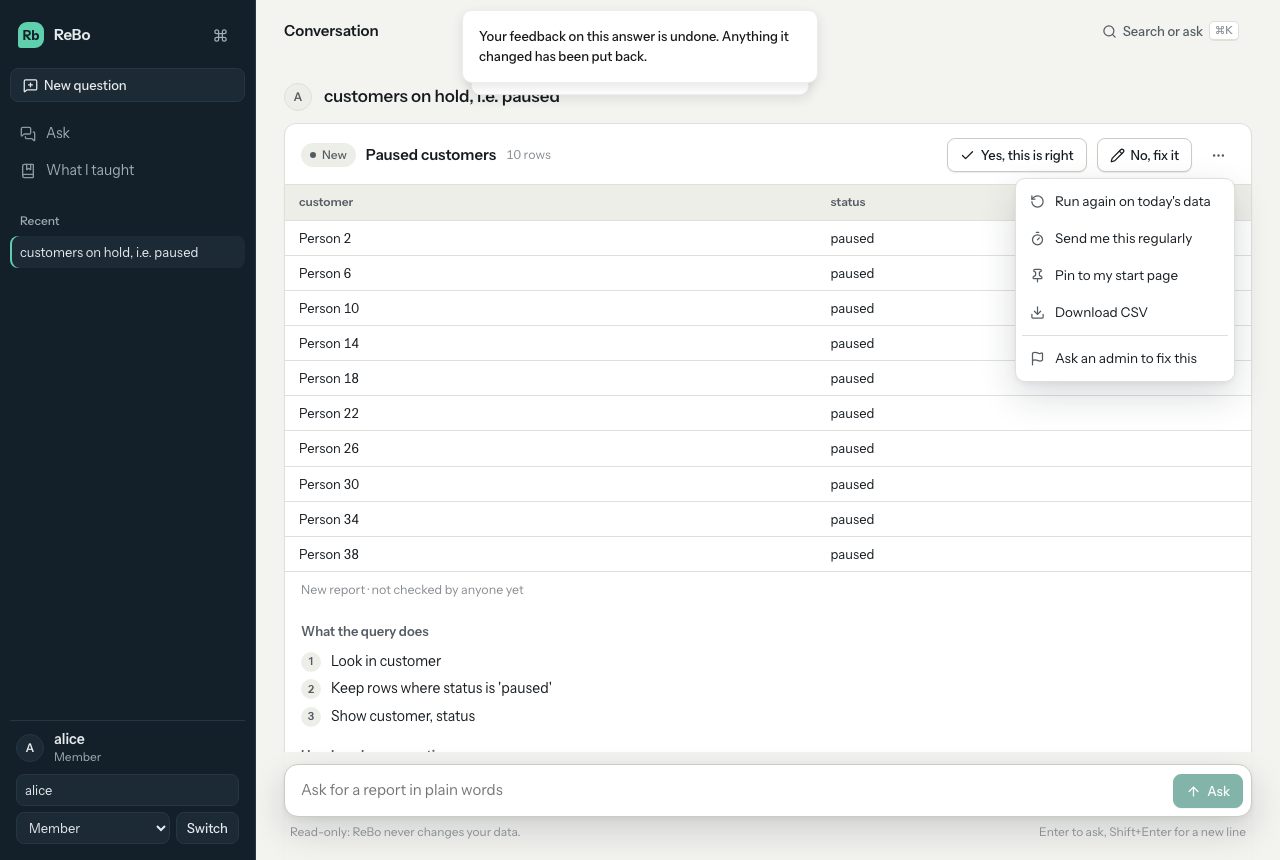 Rb ReBo
New question
Ask
What I taught
Recent
customers on hold, i.e. paused
A alice
Member
alice
Member Switch
Conversation
Your feedback on this answer is undone. Anything it
changed has been put back.
Search or ask ⌘K
A customers on hold, i.e. paused
New Paused customers 10 rows
Yes, this is right No, fix it
customer status
Person 2 paused
Person 6 paused
Person 10 paused
Person 14 paused
Person 18 paused
Person 22 paused
Person 26 paused
Person 30 paused
Person 34 paused
Person 38 paused
Run again on today's data
Send me this regularly
Pin to my start page
Download CSV
Ask an admin to fix this
New report · not checked by anyone yet
What the query does
1 Look in customer
2 Keep rows where status is 'paused'
3 Show customer, status
Ask for a report in plain words
Ask
Read-only: ReBo never changes your data.
Enter to ask, Shift+Enter for a new line